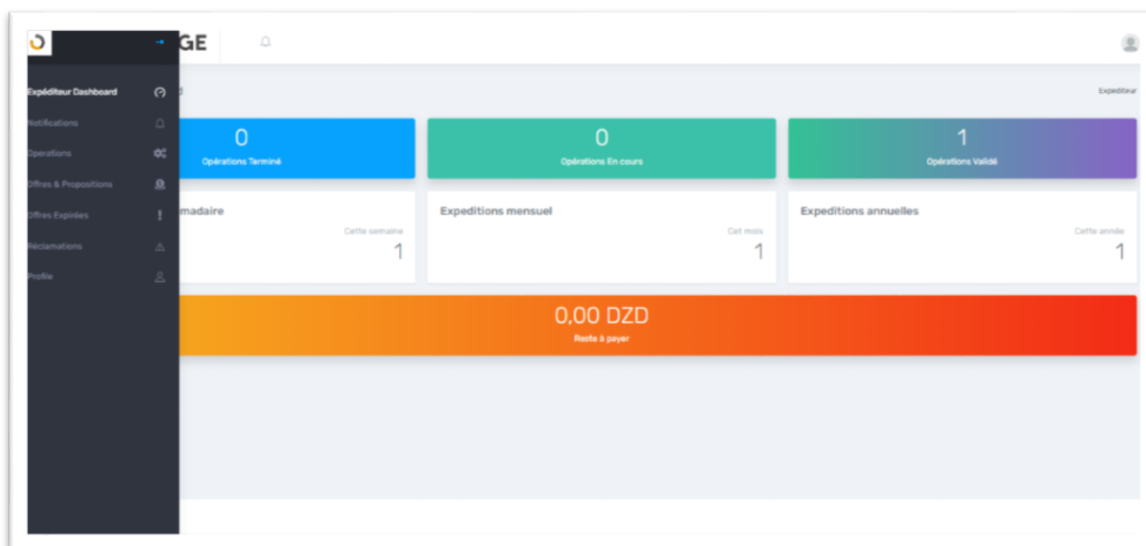 GE
Expéditeur Dashboard
Expéditeur
Notifications
Operations
Offres & Propositions
Offres Expirées
Réclamations
Profile
0
Opérations Terminé
0
Opérations En cours
1
Opérations Validé
madaire
Cette semaine
1
Expeditions mensuel
Cet mois
1
Expeditions annuelles
Cette année
1
0,00 DZD
Reste à payer